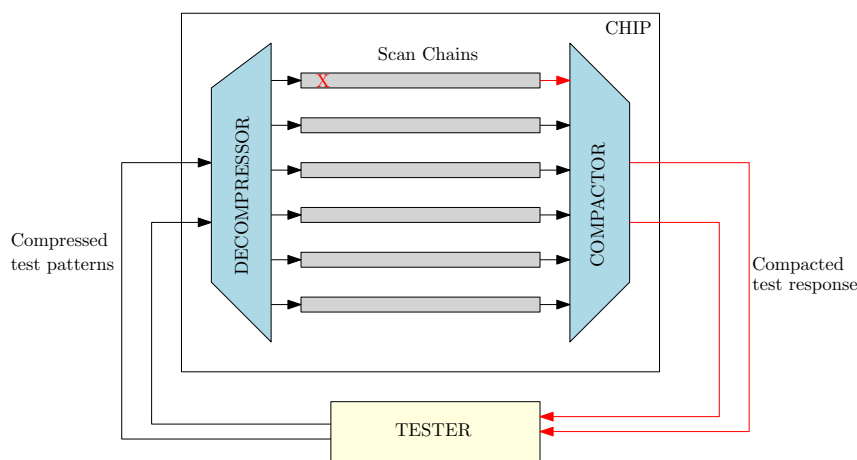 CHIP
Scan Chains
X
DECOMPRESSOR
COMPACTOR
Compressed
test patterns
Compacted
test response
TESTER